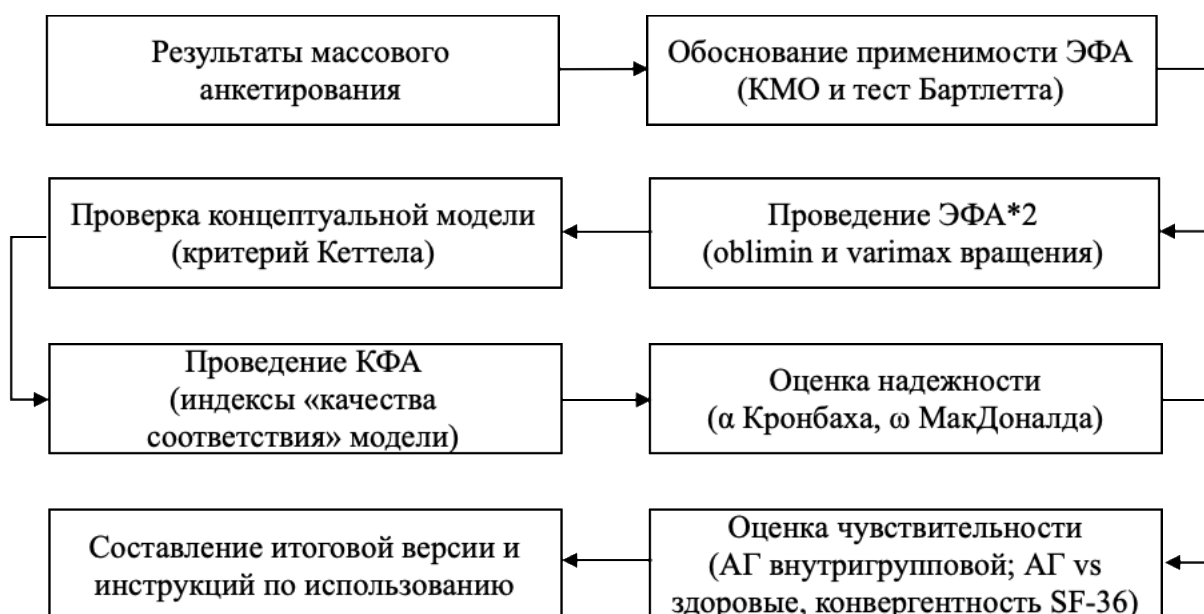 Результаты массового
анкетирования
Обоснование применимости ЭФА
(КМО и тест Бартлетта)
Проведение ЭФА*2
(oblimin и varimax вращения)
Проверка концептуальной модели
(критерий Кеттела)
Проведение КФА
(индексы «качества
соответствия» модели)
Оценка надежности
(α Кронбаха, ω МакДоналда)
Оценка чувствительности
(АГ внутригрупповой; АГ vs
здоровые, конвергентность SF-36)
Составление итоговой версии и
инструкций по использованию